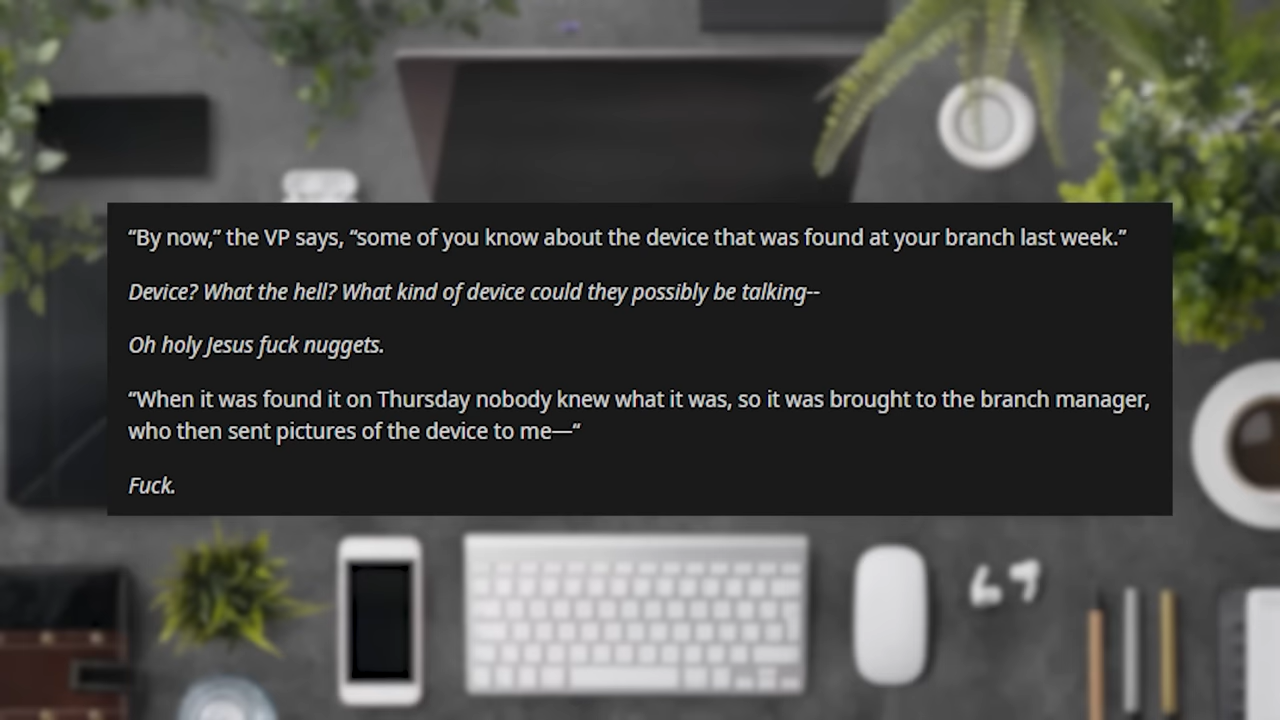 “By now,” the VP says, “some of you know about the device that was found at your branch last week.”
Device? What the hell? What kind of device could they possibly be talking--
Oh holy Jesus fuck nuggets.
“When it was found it on Thursday nobody knew what it was, so it was brought to the branch manager,
who then sent pictures of the device to me—“
Fuck.